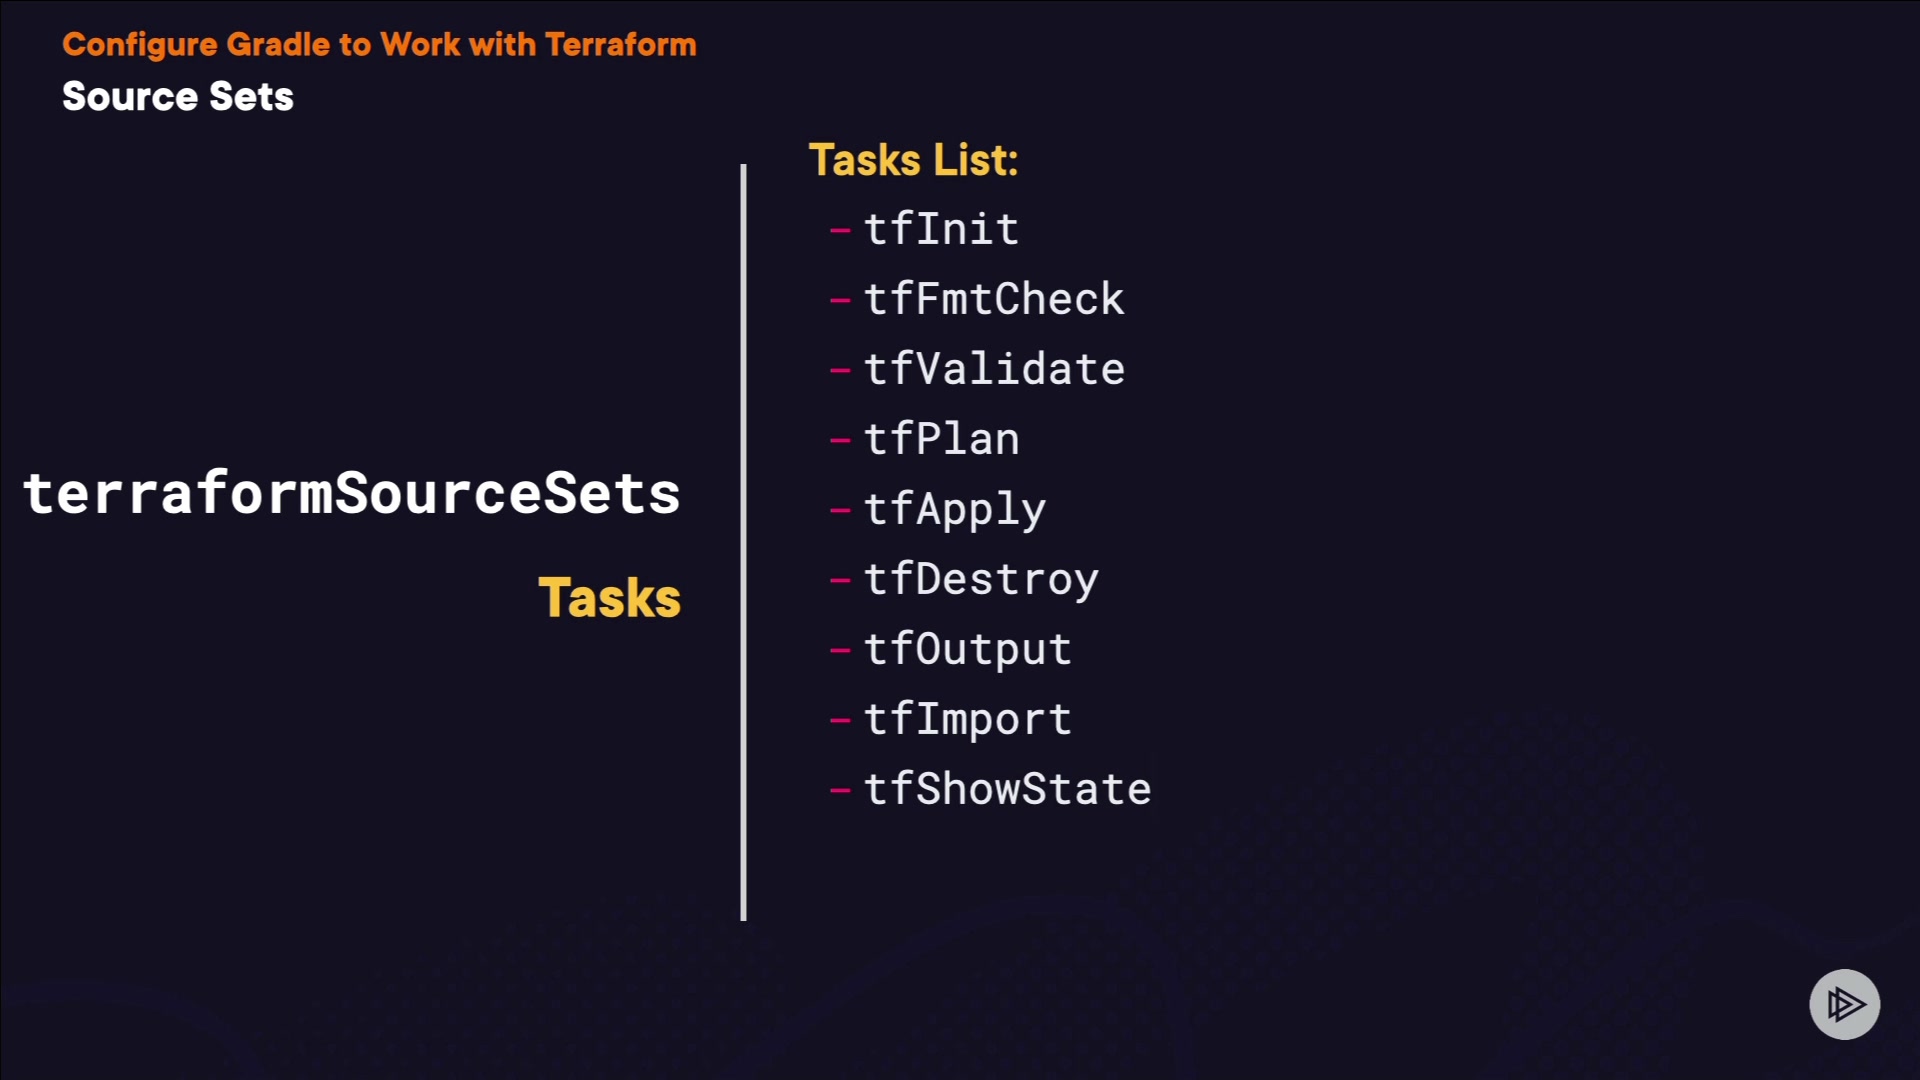 Configure Gradle to Work with Terraform
Source Sets
terraformSourceSets
Tasks
Tasks List:
– tfInit
– tfFmtCheck
– tfValidate
– tfPlan
– tfApply
– tfDestroy
– tfOutput
– tfImport
– tfShowState